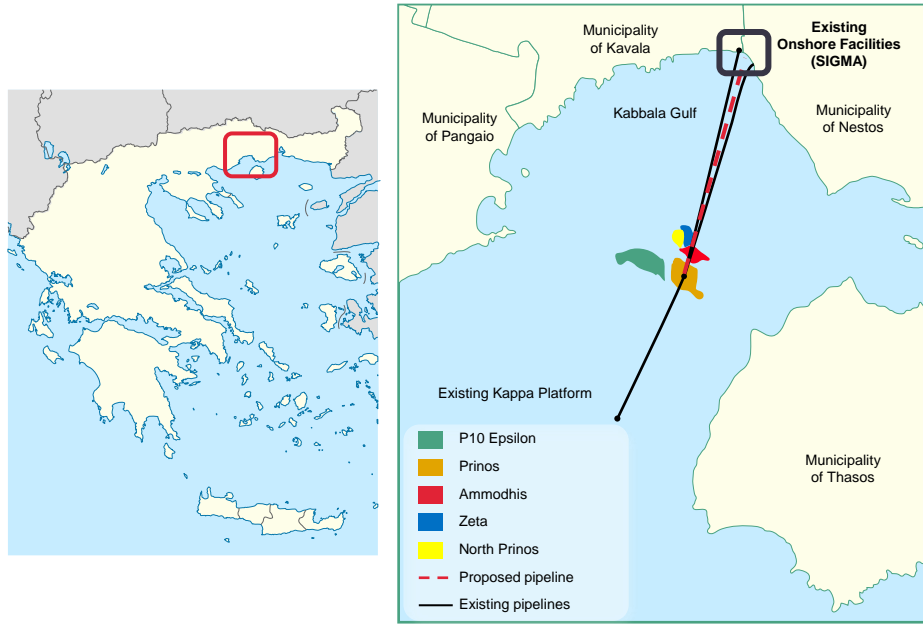 Municipality
of Kavala
Existing
Onshore Facilities
(SIGMA)
Municipality
of Pangaio
Kabbala Gulf
Municipality
of Nestos
Existing Kappa Platform
Municipality
of Thasos
P10 Epsilon
Prinos
Ammodhis
Zeta
North Prinos
Proposed pipeline
Existing pipelines